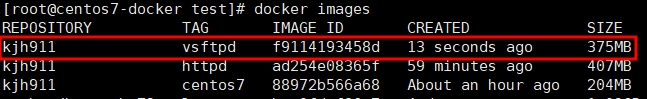 [root@centos7-docker test]# docker images
REPOSITORY TAG IMAGE ID CREATED SIZE
kjh911 vsftpd f9114193458d 13 seconds ago 375MB
kjh911 httpd ad254e08365f 59 minutes ago 407MB
kjh911 centos7 88972b566a68 About an hour ago 204MB